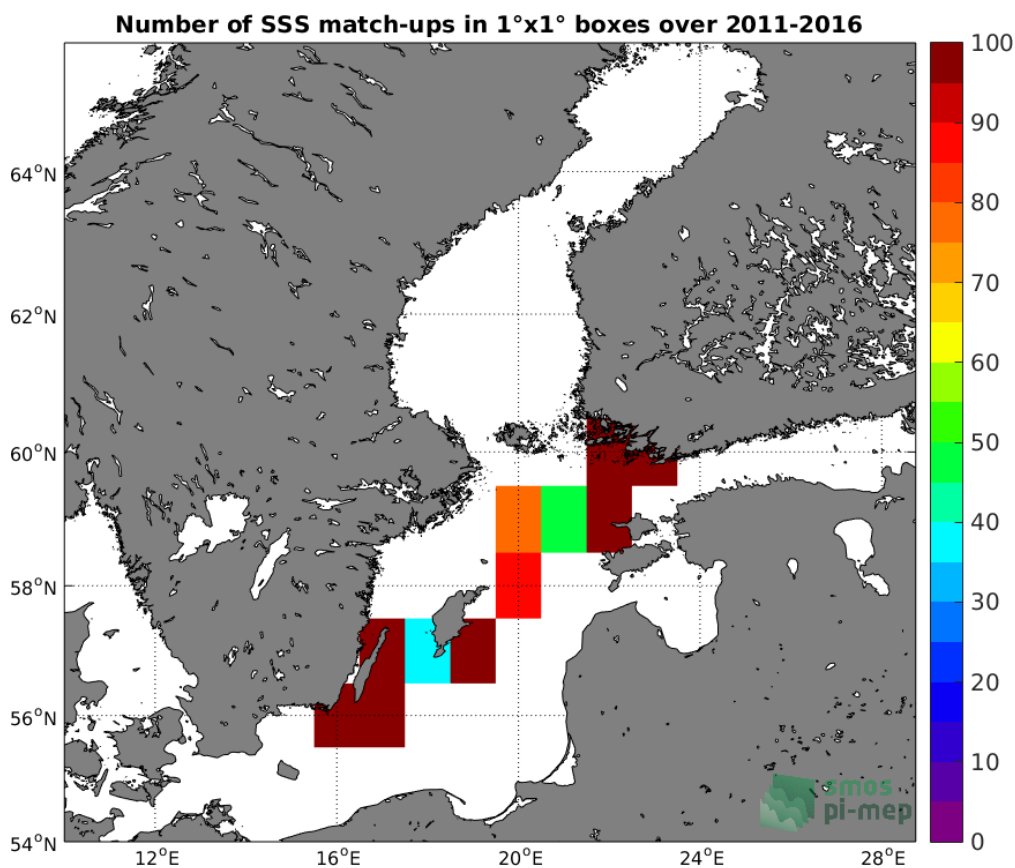 Number of SSS match-ups in 1°x1° boxes over 2011-2016
64°N
62°N
60°N
58°N
56°N
54°N
12°E
16°E
20°E
24°E
28°E
100
90
80
70
60
50
40
30
20
10
0
smos
pi-mep